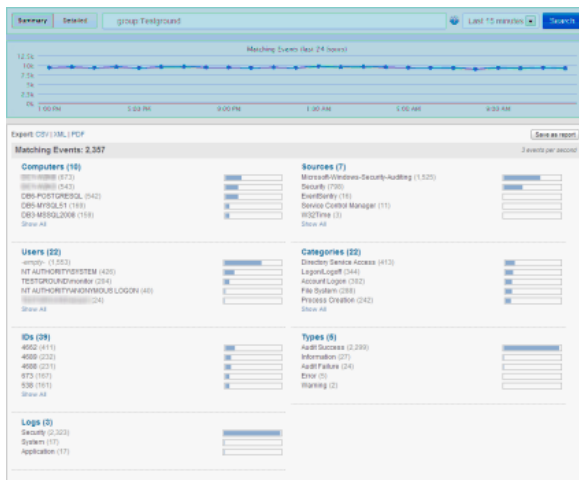 Summary Detailed group:Testground Last 15 minutes Search
Matching Events (last 24 hours)
12.5k
10k
7.5k
5k
2.5k
0k
1:00 PM 5:00 PM 9:00 PM 1:00 AM 5:00 AM 9:00 AM
Export: CSV | XML | PDF Save as report
Matching Events: 2,357 3 events per second
Computers (10)
(673)
(543)
DB6-POSTGRESQL (542)
DB5-MYSQL51 (169)
DB3-MSSQL2008 (158)
Show All
Sources (7)
Microsoft-Windows-Security-Auditing (1,525)
Security (798)
EventSentry (16)
Service Control Manager (11)
W32Time (3)
Show All
Users (22)
-empty- (1,553)
NT AUTHORITY\SYSTEM (426)
TESTGROUND\monitor (264)
NT AUTHORITY\ANONYMOUS LOGON (40)
(24)
Show All
Categories (22)
Directory Service Access (413)
Logon/Logoff (344)
Account Logon (302)
File System (288)
Process Creation (242)
Show All
IDs (39)
4662 (411)
4689 (232)
4688 (231)
673 (167)
538 (161)
Show All
Types (5)
Audit Success (2,299)
Information (27)
Audit Failure (24)
Error (5)
Warning (2)
Logs (3)
Security (2,323)
System (17)
Application (17)